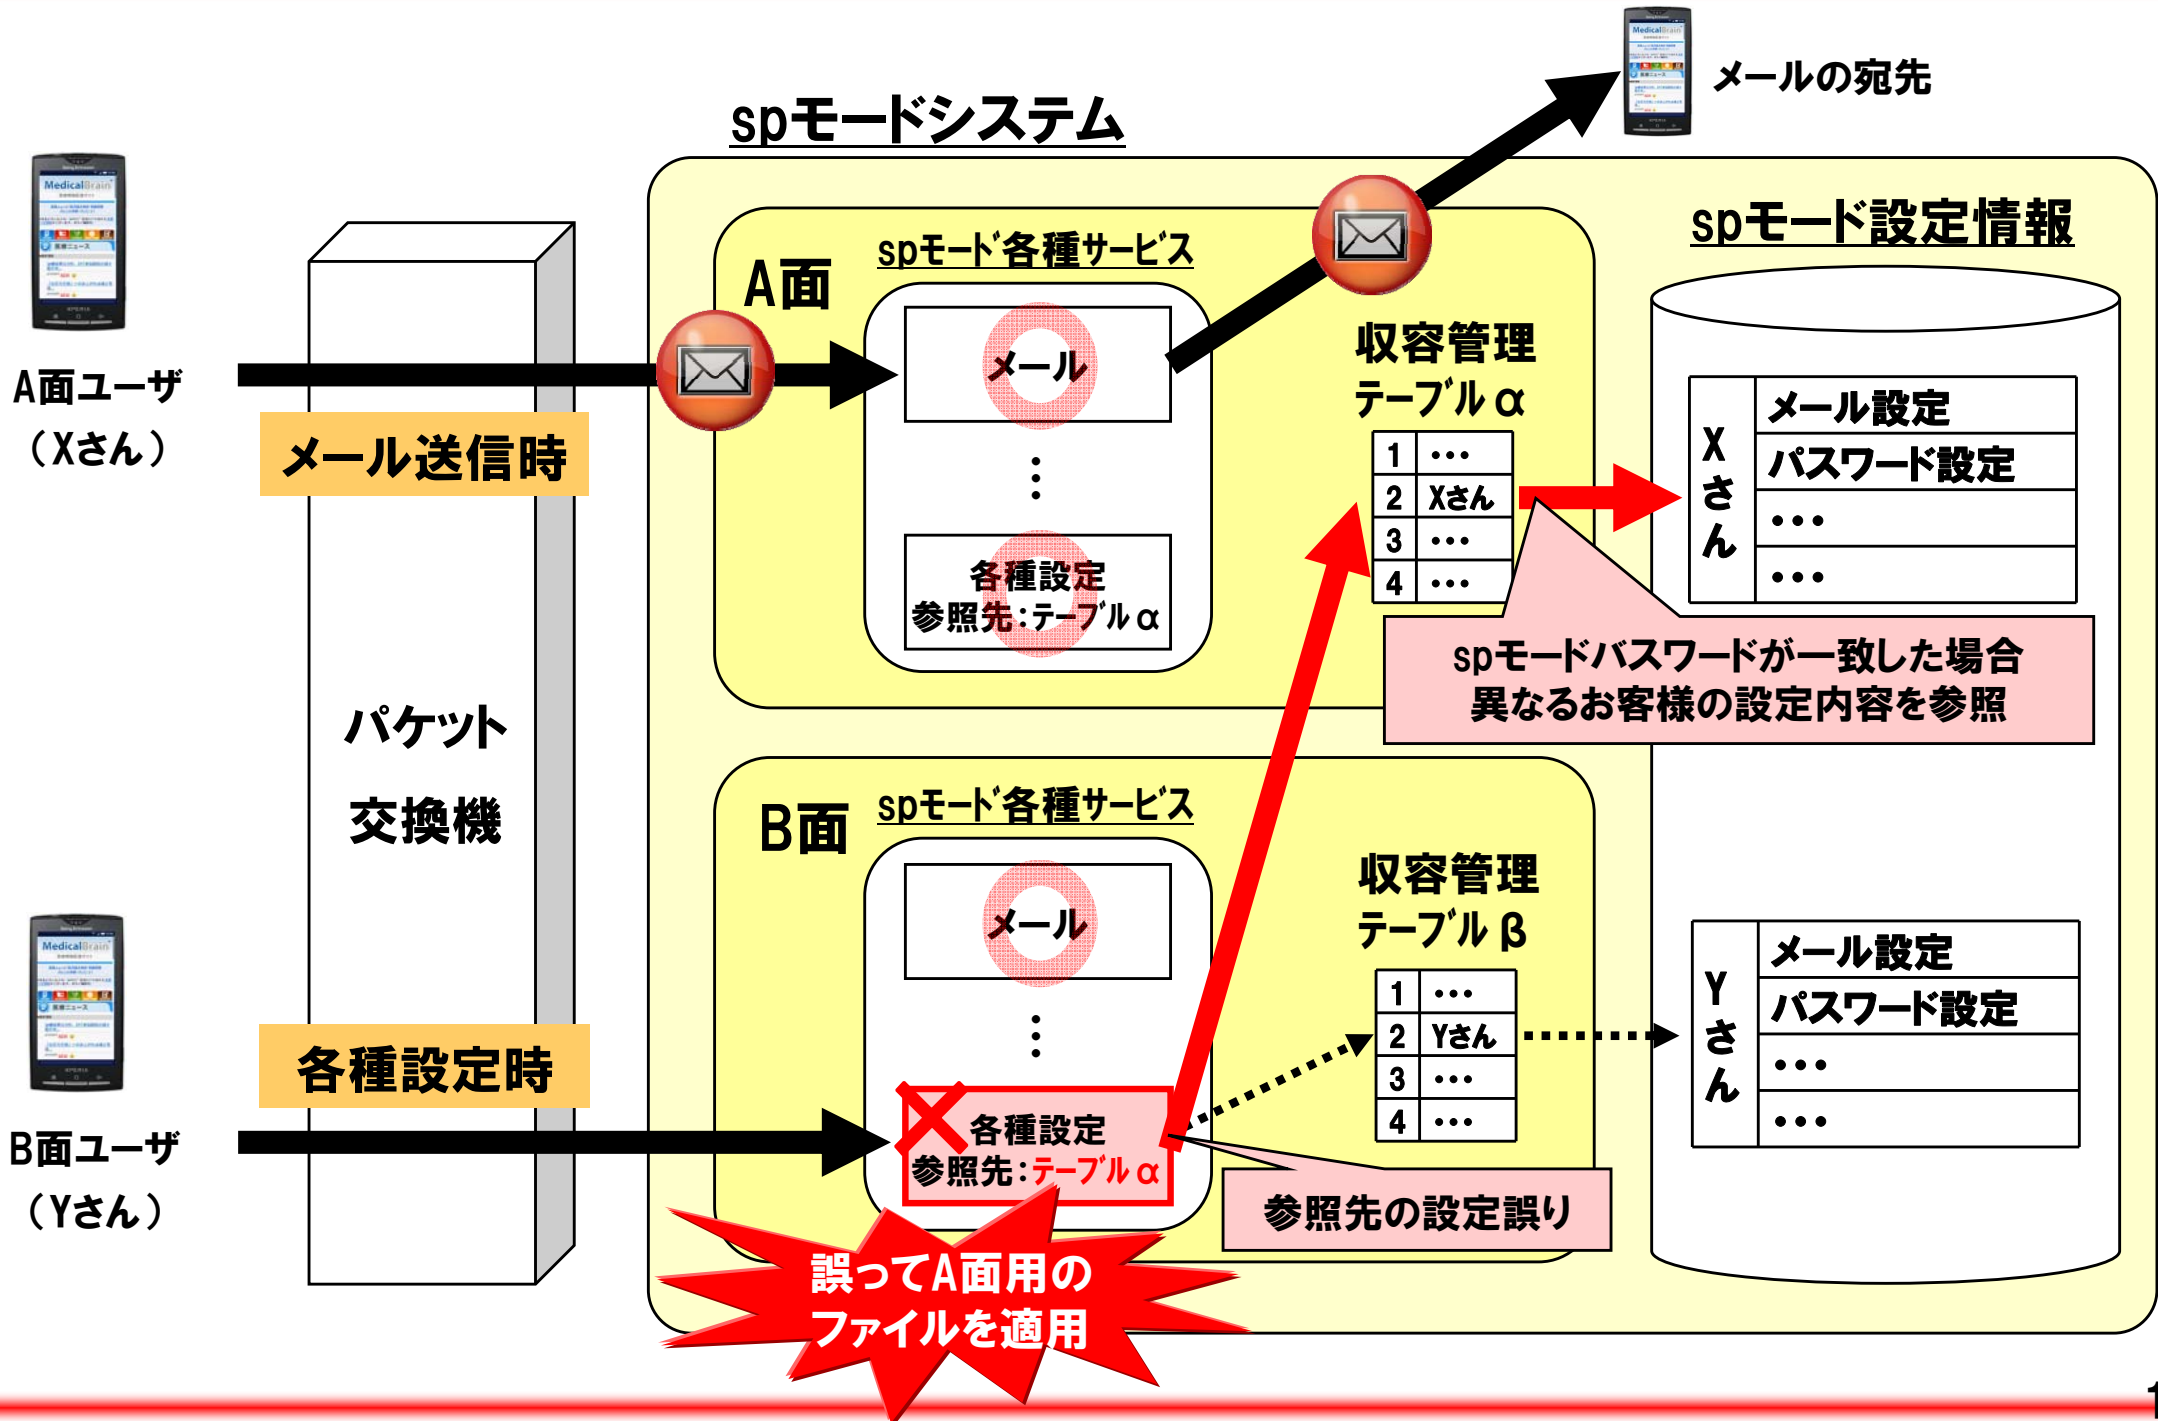 メールの宛先
spモードシステム
MedicalBrain
A面ユーザ
(Xさん)
メール送信時
パケット
交換機
MedicalBrain
B面ユーザ
(Yさん)
各種設定時
A面
spモード各種サービス
メール
⋮
各種設定
参照先：テーブルα
収容管理
テーブルα
1 ・・・
2 Xさん
3 ・・・
4 ・・・
spモード設定情報
Xさん
メール設定
パスワード設定
・・・
・・・
spモードバスワードが一致した場合
異なるお客様の設定内容を参照
B面
spモード各種サービス
メール
⋮
各種設定
参照先：テーブルα
収容管理
テーブルβ
1 ・・・
2 Yさん
3 ・・・
4 ・・・
Yさん
メール設定
パスワード設定
・・・
・・・
参照先の設定誤り
誤ってA面用の
ファイルを適用
MedicalBrain
1